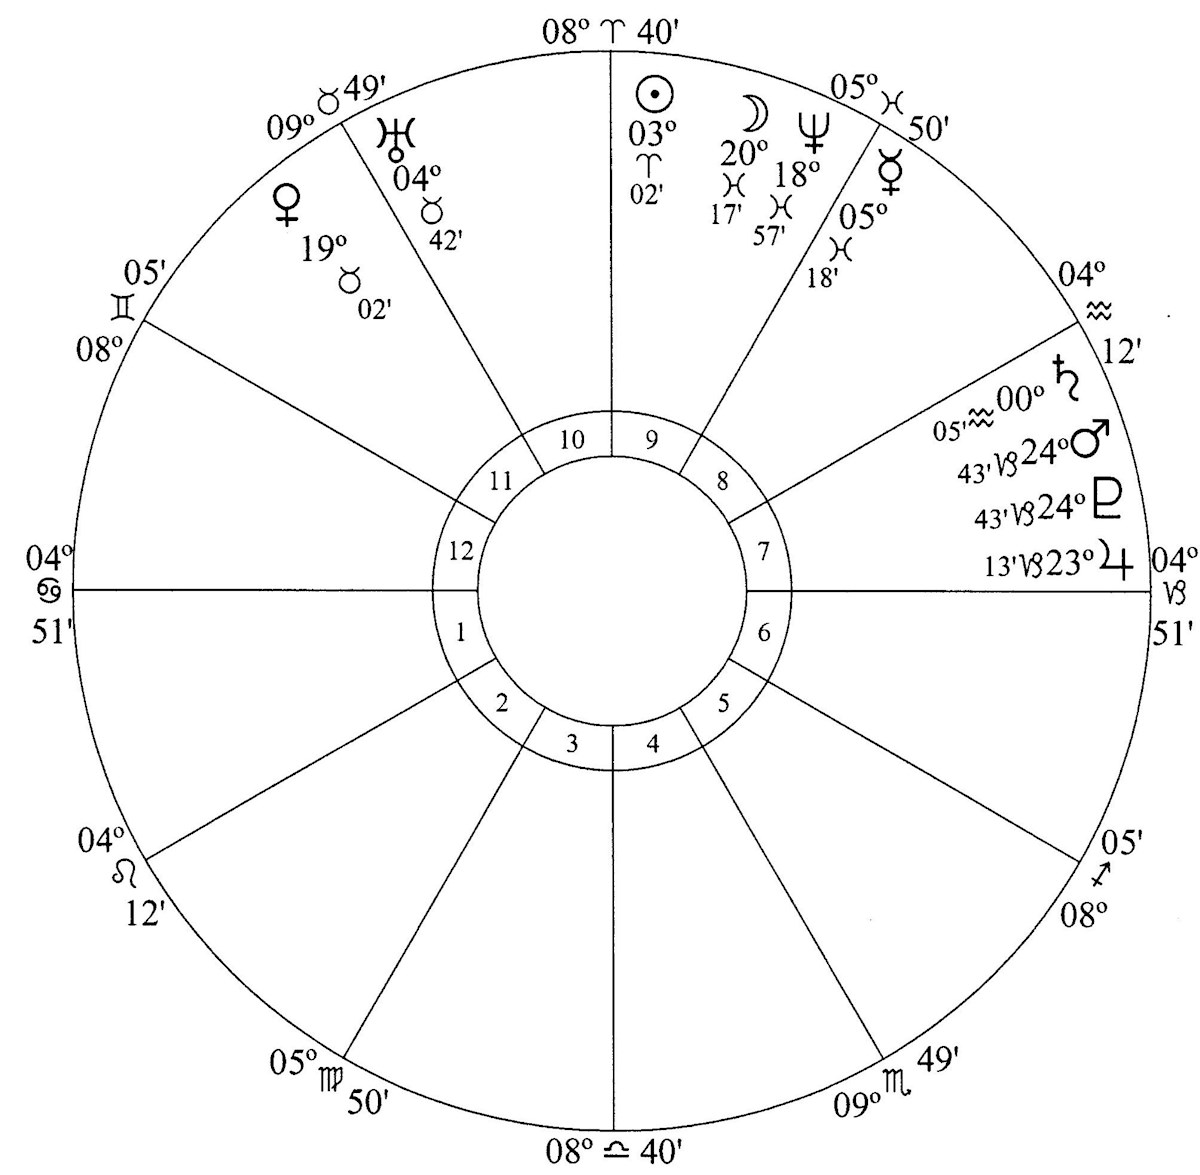 08º ♈ 40'
05º ♓ 50'
04º ♒ 12'
04º ♑ 51'
05' ♐ 08º
49' ♏ 09º
08º ♎ 40'
05º ♍ 50'
04º ♌ 12'
04º ♋ 51'
05' ♊ 08º
09º ♉ 49'
☉ 03º ♈ 02'
☽ 20º ♓ 17'
♆ 18º ♓ 57'
☿ 05º ♓ 18'
05' ♒ 00º ♄
43' ♑ 24º ♂
43' ♑ 24º ♇
13' ♑ 23º ♃
♅ 04º ♉ 42'
♀ 19º ♉ 02'
10
9
11
8
12
7
1
6
2
5
3
4